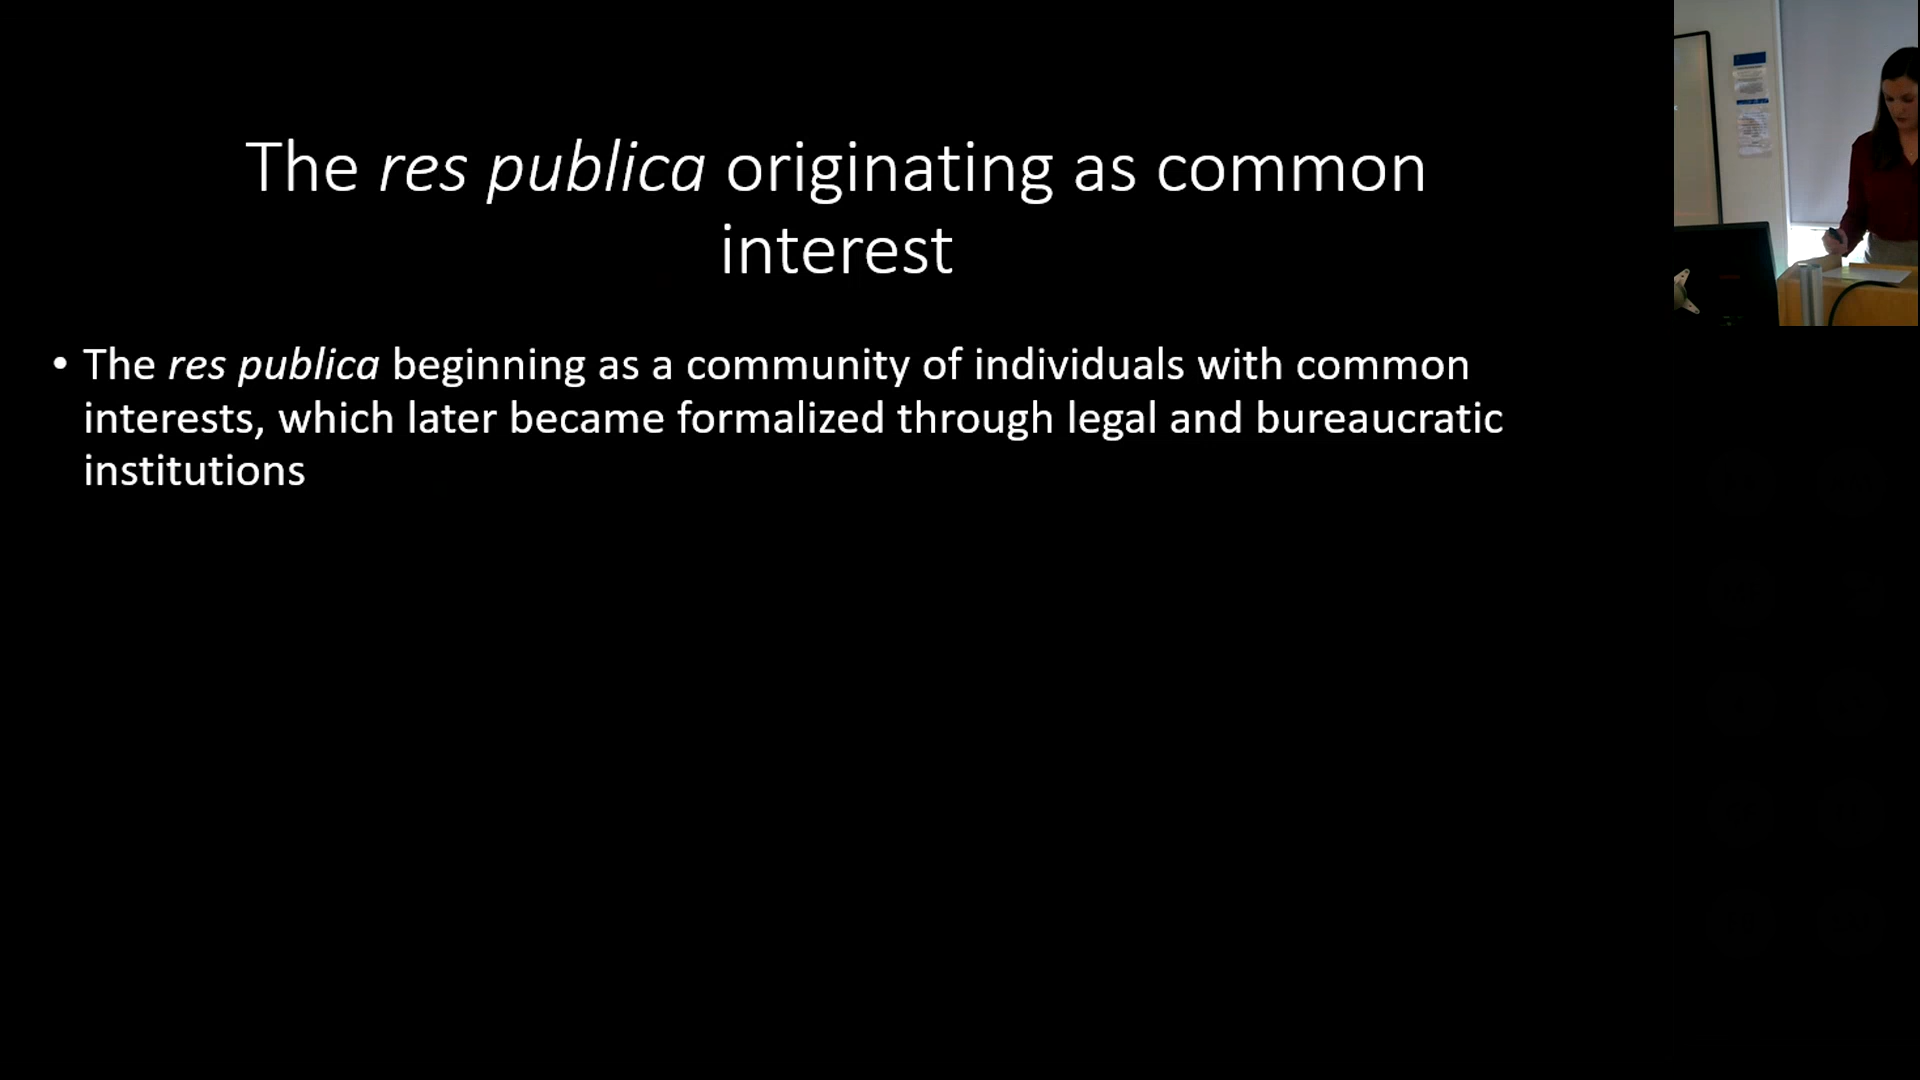 The res publica originating as common
interest
• The res publica beginning as a community of individuals with common
interests, which later became formalized through legal and bureaucratic
institutions